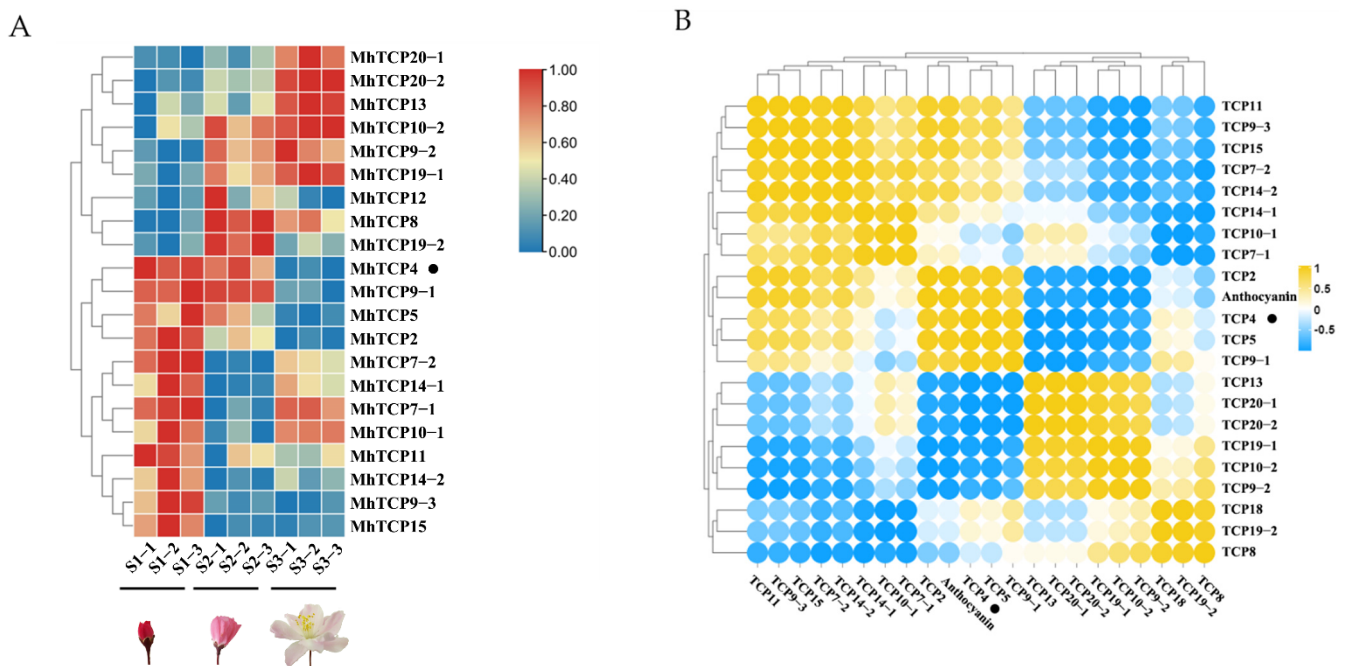 A
MhTCP20−1
MhTCP20−2
MhTCP13
MhTCP10−2
MhTCP9−2
MhTCP19−1
MhTCP12
MhTCP8
MhTCP19−2
MhTCP4
MhTCP9−1
MhTCP5
MhTCP2
MhTCP7−2
MhTCP14−1
MhTCP7−1
MhTCP10−1
MhTCP11
MhTCP14−2
MhTCP9−3
MhTCP15
S1−1
S1−2
S1−3
S2−1
S2−2
S2−3
S3−1
S3−2
S3−3
1.00
0.80
0.60
0.40
0.20
0.00
B
TCP11
TCP9−3
TCP15
TCP7−2
TCP14−2
TCP14−1
TCP10−1
TCP7−1
TCP2
Anthocyanin
TCP4
TCP5
TCP9−1
TCP13
TCP20−1
TCP20−2
TCP19−1
TCP10−2
TCP9−2
TCP18
TCP19−2
TCP8
TCP11
TCP9−3
TCP15
TCP7−2
TCP14−2
TCP14−1
TCP10−1
TCP7−1
TCP2
Anthocyanin
TCP4
TCP5
TCP9−1
TCP13
TCP20−1
TCP20−2
TCP19−1
TCP10−2
TCP9−2
TCP18
TCP19−2
TCP8
1
0.5
0
-0.5